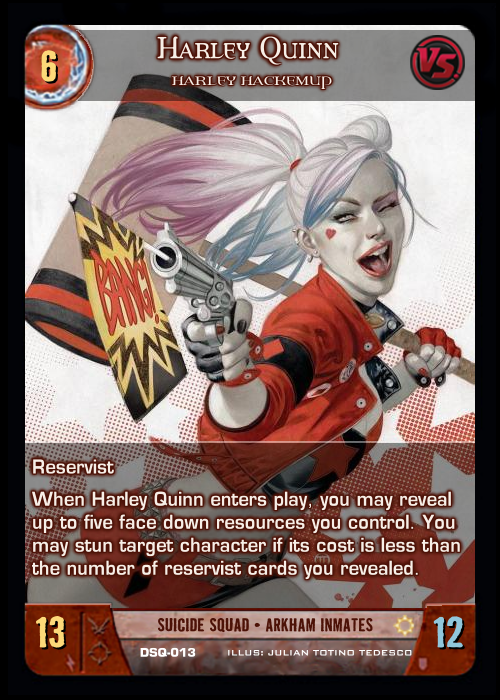 6
Harley Quinn
Harley Hackemup
VS
BANG!
Reservist
When Harley Quinn enters play, you may reveal
up to five face down resources you control. You
may stun target character if its cost is less than
the number of reservist cards you revealed.
13
SUICIDE SQUAD • ARKHAM INMATES
12
DSQ-013
ILLUS: JULIAN TOTINO TEDESCO